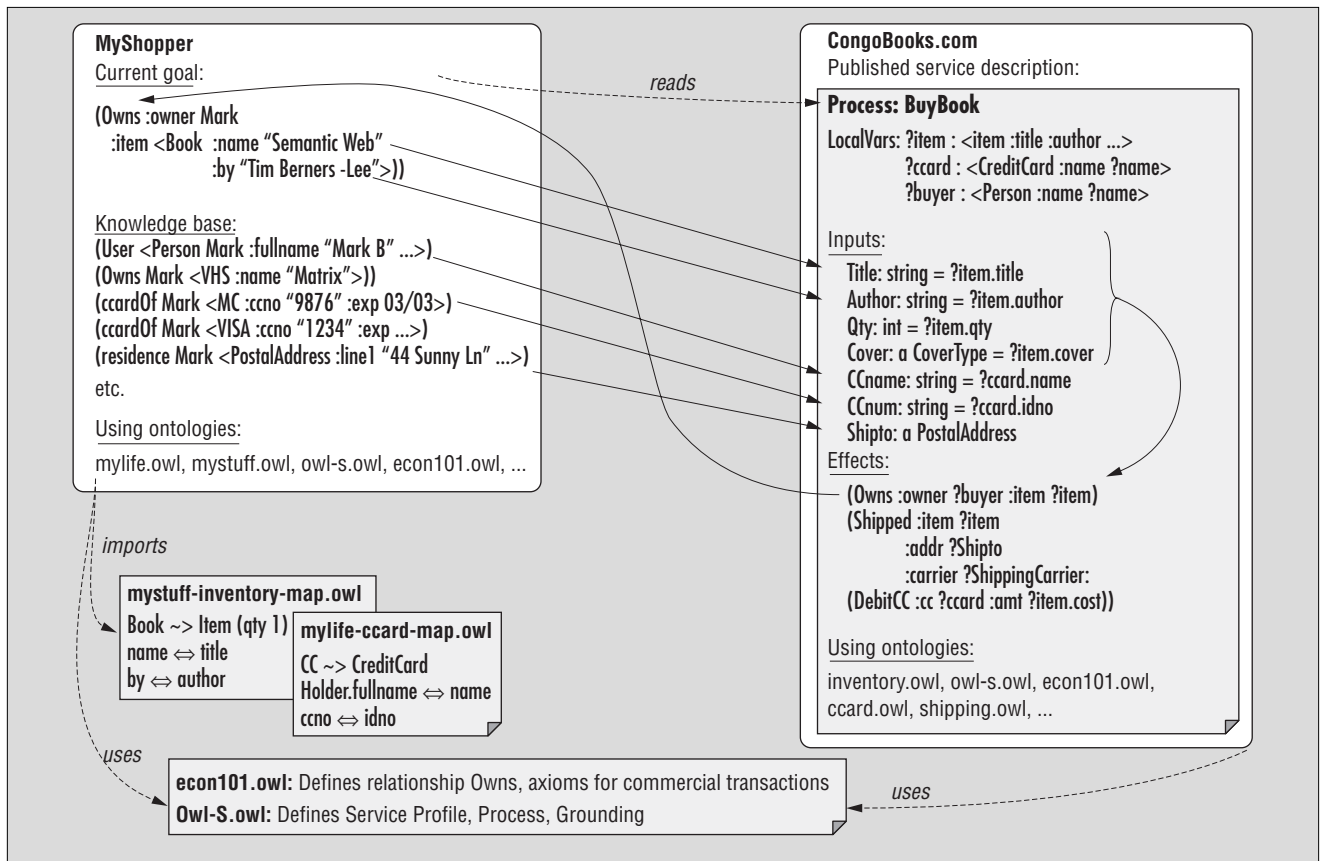 MyShopper
Current goal:
(Owns :owner Mark
:item <Book :name “Semantic Web”
:by “Tim Berners -Lee”>))
Knowledge base:
(User <Person Mark :fullname “Mark B” ...>)
(Owns Mark <VHS :name “Matrix”>))
(ccardOf Mark <MC :ccno “9876” :exp 03/03>)
(ccardOf Mark <VISA :ccno “1234” :exp ...>)
(residence Mark <PostalAddress :line1 “44 Sunny Ln” ...>)
etc.
Using ontologies:
mylife.owl, mystuff.owl, owl-s.owl, econ101.owl, ...
reads
CongoBooks.com
Published service description:
Process: BuyBook
LocalVars: ?item : <item :title :author ...>
?ccard : <CreditCard :name ?name>
?buyer : <Person :name ?name>
Inputs:
Title: string = ?item.title
Author: string = ?item.author
Qty: int = ?item.qty
Cover: a CoverType = ?item.cover
CCname: string = ?ccard.name
CCnum: string = ?ccard.idno
Shipto: a PostalAddress
Effects:
(Owns :owner ?buyer :item ?item)
(Shipped :item ?item
:addr ?Shipto
:carrier ?ShippingCarrier:
(DebitCC :cc ?ccard :amt ?item.cost))
Using ontologies:
inventory.owl, owl-s.owl, econ101.owl,
ccard.owl, shipping.owl, ...
imports
mystuff-inventory-map.owl
Book ~> Item (qty 1)
name ⇔ title
by ⇔ author
mylife-ccard-map.owl
CC ~> CreditCard
Holder.fullname ⇔ name
ccno ⇔ idno
uses
econ101.owl: Defines relationship Owns, axioms for commercial transactions
Owl-S.owl: Defines Service Profile, Process, Grounding
uses